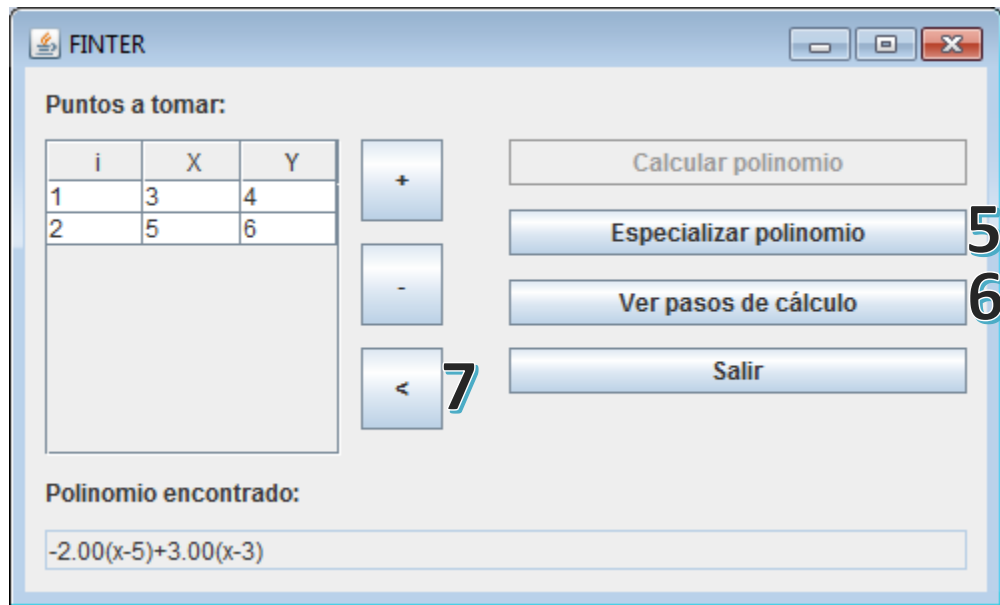 FINTER
Puntos a tomar:
i X Y
1 3 4
2 5 6
+
-
< 7
Calcular polinomio
Especializar polinomio 5
Ver pasos de cálculo 6
Salir
Polinomio encontrado:
-2.00(x-5)+3.00(x-3)